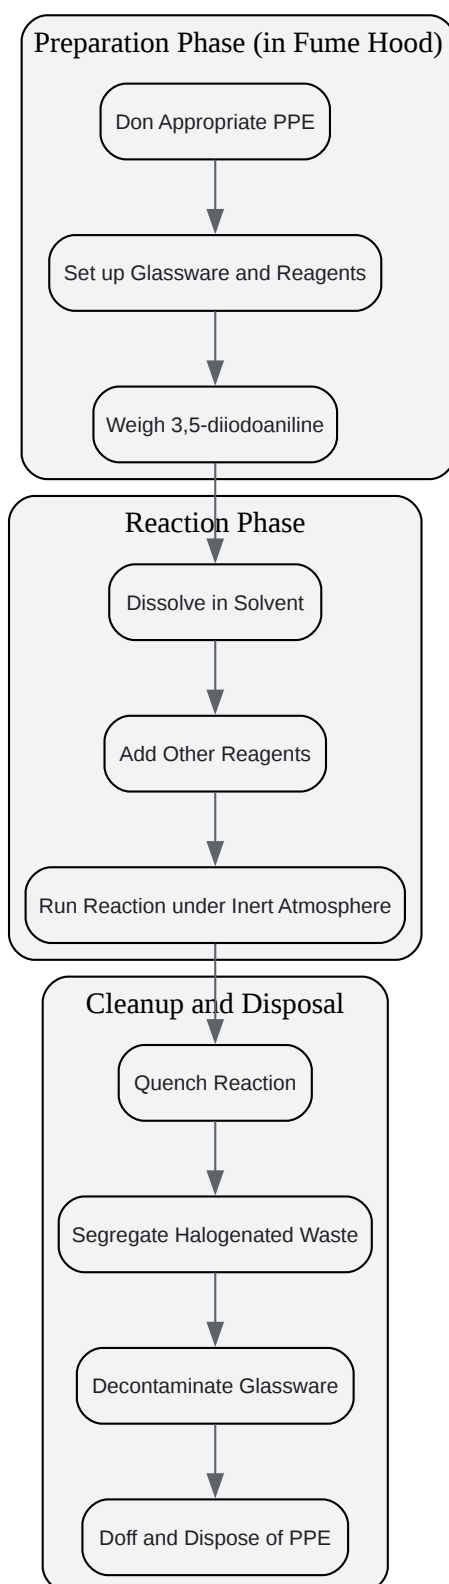 Preparation Phase (in Fume Hood)
Don Appropriate PPE
Set up Glassware and Reagents
Weigh 3,5-diiodoaniline
Reaction Phase
Dissolve in Solvent
Add Other Reagents
Run Reaction under Inert Atmosphere
Cleanup and Disposal
Quench Reaction
Segregate Halogenated Waste
Decontaminate Glassware
Doff and Dispose of PPE